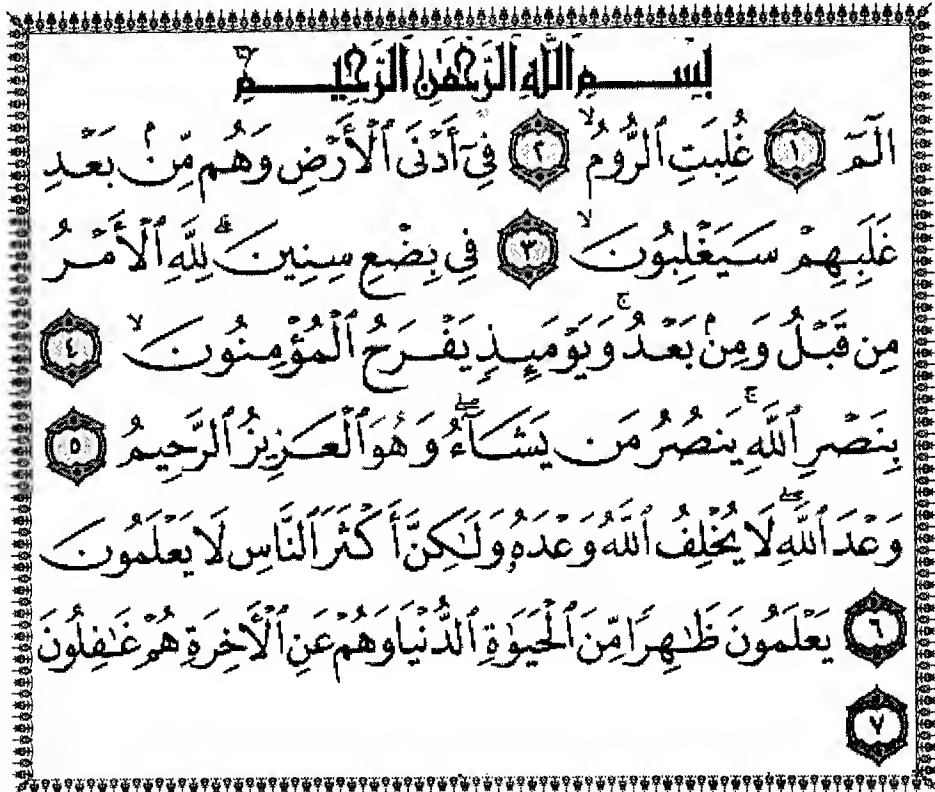 بِسْمِ ٱللَّهِ ٱلرَّحْمَٰنِ ٱلرَّحِيمِ
الٓمٓ ١ غُلِبَتِ ٱلرُّومُ ۙ ٢ فِىٓ أَدْنَى ٱلْأَرْضِ وَهُم مِّنۢ بَعْدِ
غَلَبِهِمْ سَيَغْلِبُونَ ۙ ٣ فِى بِضْعِ سِنِينَ ۗ لِلَّهِ ٱلْأَمْرُ
مِن قَبْلُ وَمِنۢ بَعْدُ ۚ وَيَوْمَئِذٍ يَفْرَحُ ٱلْمُؤْمِنُونَ ۙ ٤
بِنَصْرِ ٱللَّهِ ۚ يَنصُرُ مَن يَشَآءُ ۖ وَهُوَ ٱلْعَزِيزُ ٱلرَّحِيمُ ٥
وَعْدَ ٱللَّهِ ۖ لَا يُخْلِفُ ٱللَّهُ وَعْدَهُۥ وَلَٰكِنَّ أَكْثَرَ ٱلنَّاسِ لَا يَعْلَمُونَ
٦ يَعْلَمُونَ ظَٰهِرًا مِّنَ ٱلْحَيَوٰةِ ٱلدُّنْيَا وَهُمْ عَنِ ٱلْأَخِرَةِ هُمْ غَٰفِلُونَ
٧